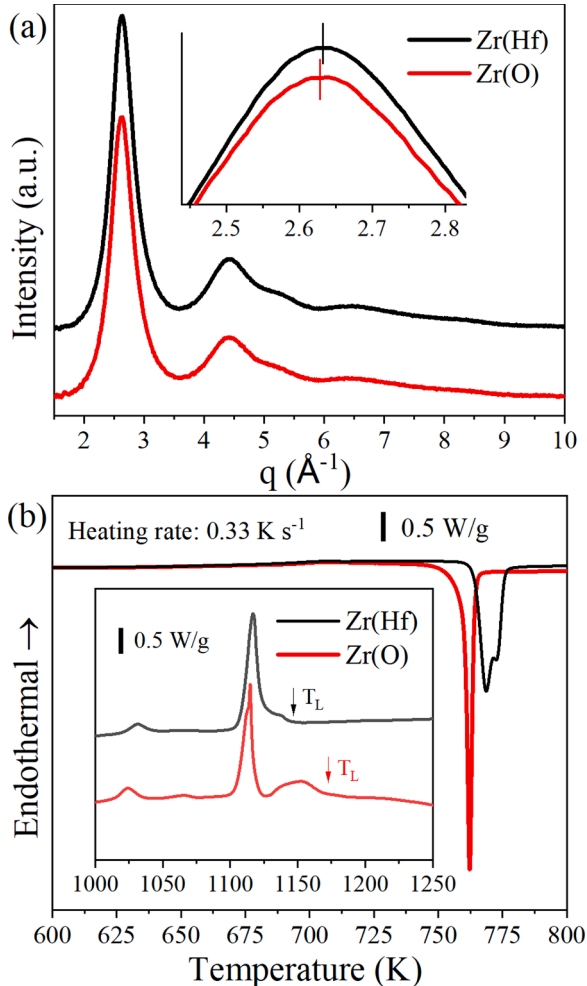 (a)
Zr(Hf)
Zr(O)
2.5 2.6 2.7 2.8
Intensity (a.u.)
2 3 4 5 6 7 8 9 10
q (Å-1)
(b)
Heating rate: 0.33 K s-1
0.5 W/g
Zr(Hf)
0.5 W/g
Zr(O)
TL
TL
1000 1050 1100 1150 1200 1250
Endothermal →
600 625 650 675 700 725 750 775 800
Temperature (K)